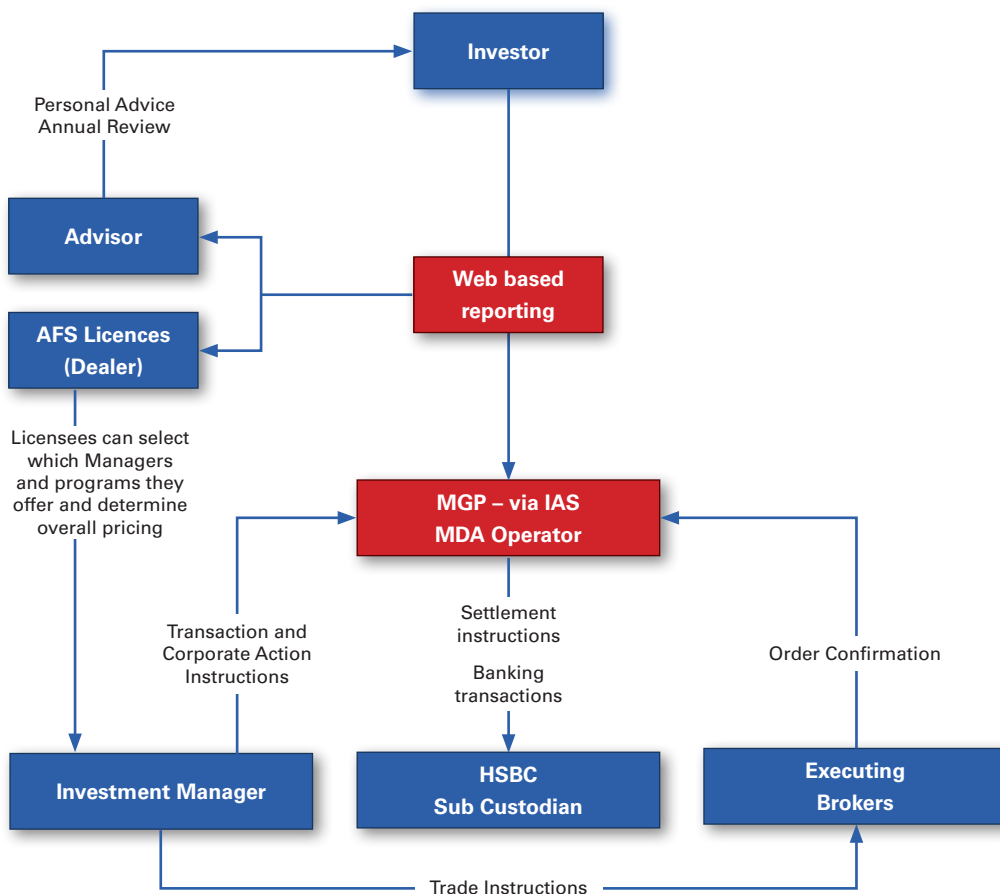 Investor
Personal Advice
Annual Review
Advisor
Web based
reporting
AFS Licences
(Dealer)
Licensees can select
which Managers
and programs they
offer and determine
overall pricing
MGP – via IAS
MDA Operator
Transaction and
Corporate Action
Instructions
Settlement
instructions
Banking
transactions
Order Confirmation
Investment Manager
HSBC
Sub Custodian
Executing
Brokers
Trade Instructions